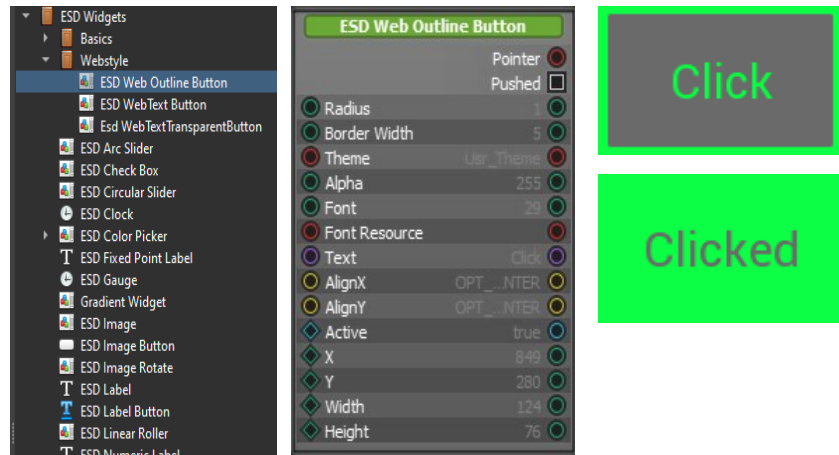 ESD Widgets
Basics
Webstyle
ESD Web Outline Button
ESD WebText Button
Esd WebTextTransparentButton
ESD Arc Slider
ESD Check Box
ESD Circular Slider
ESD Clock
ESD Color Picker
ESD Fixed Point Label
ESD Gauge
Gradient Widget
ESD Image
ESD Image Button
ESD Image Rotate
ESD Label
ESD Label Button
ESD Linear Roller
ESD Numeric Label
ESD Web Outline Button
Pointer
Pushed
Radius 1
Border Width 5
Theme Usr_Theme
Alpha 255
Font 29
Font Resource
Text Click
AlignX OPT_...NTER
AlignY OPT_...NTER
Active true
X 849
Y 280
Width 124
Height 76
Click
Clicked